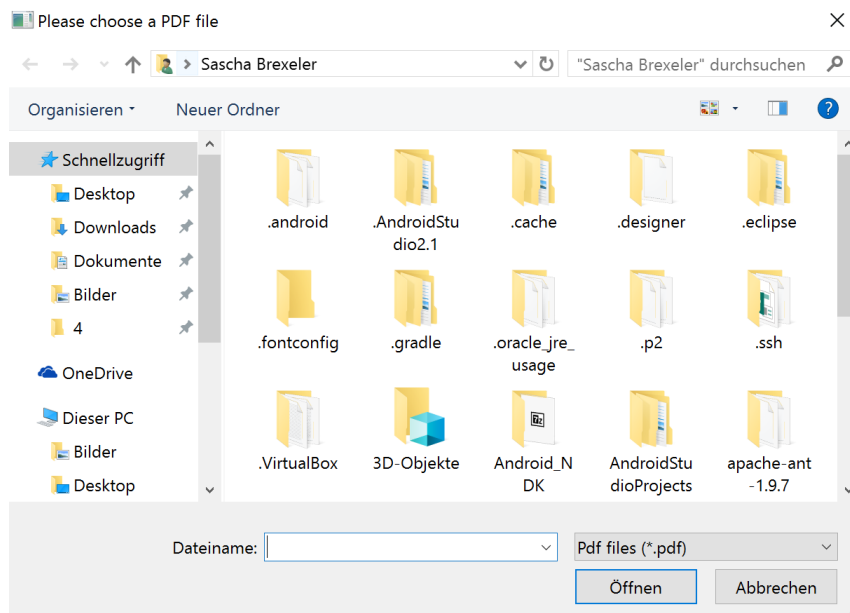 Please choose a PDF file
Sascha Brexeler
"Sascha Brexeler" durchsuchen
Organisieren
Neuer Ordner
?
Schnellzugriff
Desktop
Downloads
Dokumente
Bilder
4
OneDrive
Dieser PC
Bilder
Desktop
.android
.AndroidStu
dio2.1
.cache
.designer
.eclipse
.fontconfig
.gradle
.oracle_jre_
usage
.p2
.ssh
.VirtualBox
3D-Objekte
7z
Android_N
DK
AndroidStu
dioProjects
apache-ant
-1.9.7
Dateiname:
Pdf files (*.pdf)
Öffnen
Abbrechen